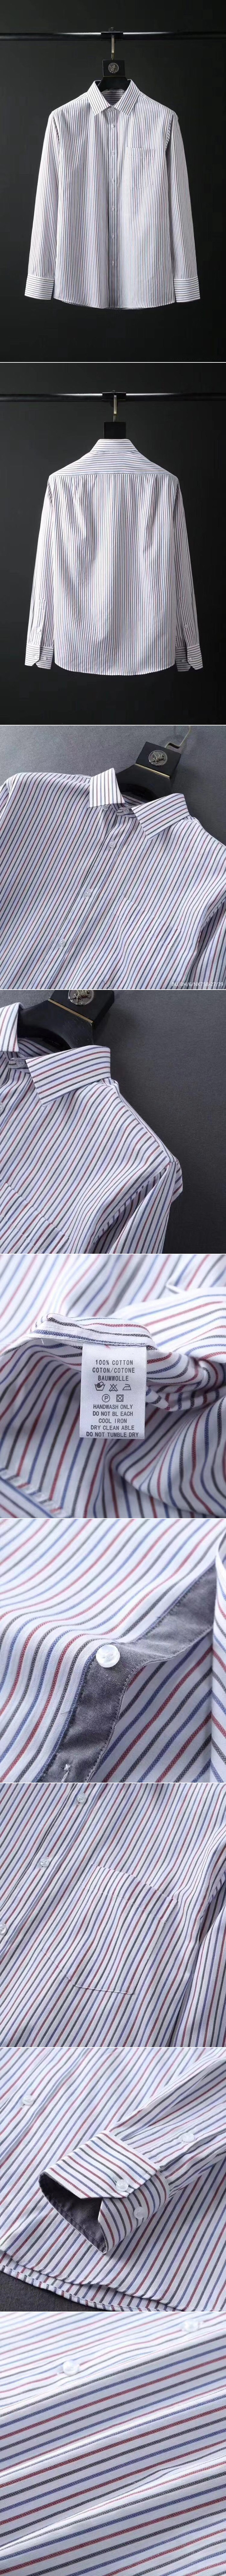 100% COTTON
COTON/COTONE
BAUMWOLLE
P
HANDWASH ONLY
DO NOT BL EACH
COOL IRON
DRY CLEAN ABLE
DO NOT TUMBLE DRY